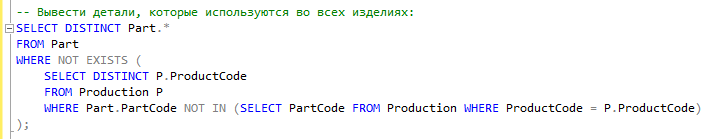 -- Вывести детали, которые используются во всех изделиях:
SELECT DISTINCT Part.*
FROM Part
WHERE NOT EXISTS (
    SELECT DISTINCT P.ProductCode
    FROM Production P
    WHERE Part.PartCode NOT IN (SELECT PartCode FROM Production WHERE ProductCode = P.ProductCode)
);